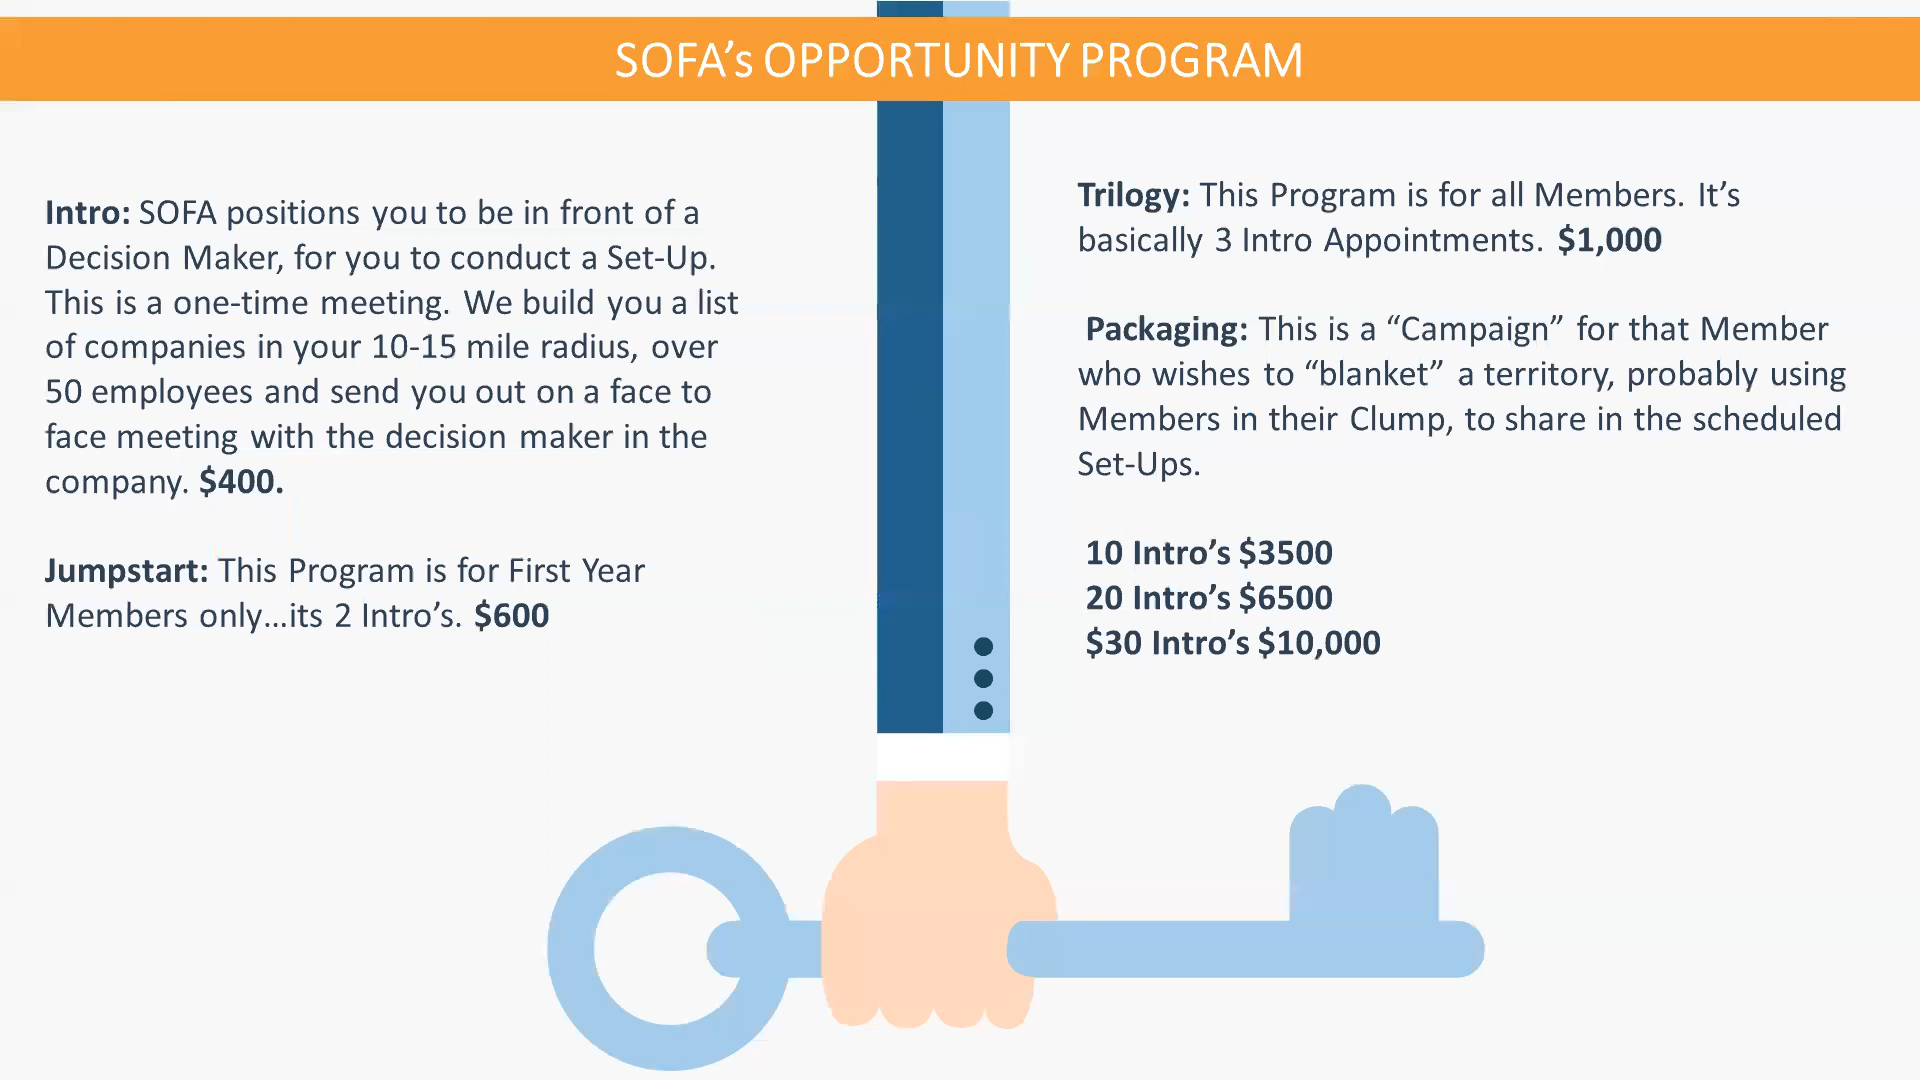 SOFA’s OPPORTUNITY PROGRAM
Intro: SOFA positions you to be in front of a
Decision Maker, for you to conduct a Set-Up.
This is a one-time meeting. We build you a list
of companies in your 10-15 mile radius, over
50 employees and send you out on a face to
face meeting with the decision maker in the
company. $400.
Jumpstart: This Program is for First Year
Members only...its 2 Intro’s. $600
Trilogy: This Program is for all Members. It’s
basically 3 Intro Appointments. $1,000
Packaging: This is a “Campaign” for that Member
who wishes to “blanket” a territory, probably using
Members in their Clump, to share in the scheduled
Set-Ups.
10 Intro’s $3500
20 Intro’s $6500
$30 Intro’s $10,000